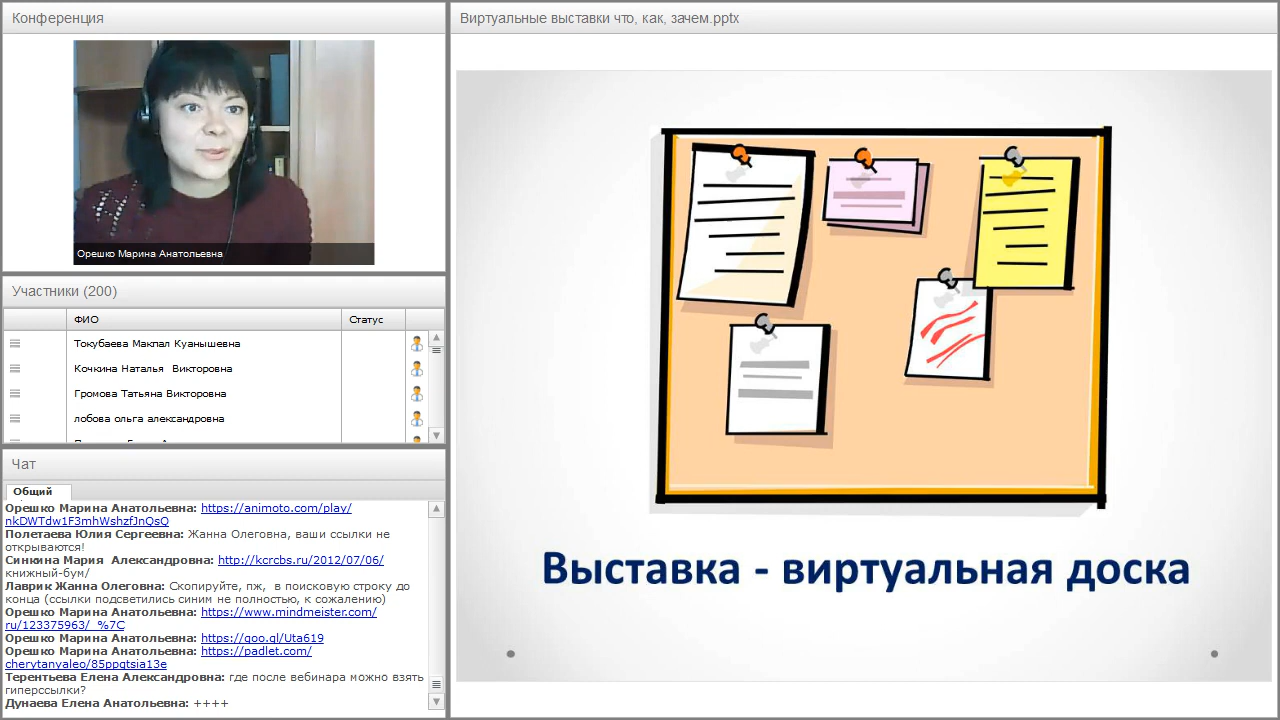 Конференция
Орешко Марина Анатольевна
Участники (200)
ФИО Статус
Токубаева Макпал Куанышевна
Кочкина Наталья Викторовна
Громова Татьяна Викторовна
лобова ольга александровна
Чат
Общий
Орешко Марина Анатольевна: https://animoto.com/play/
nkDWTdw1F3mhWshzfJnQsQ
Полетаева Юлия Сергеевна: Жанна Олеговна, ваши ссылки не
открываются!
Синкина Мария Александровна: http://kcrcbs.ru/2012/07/06/
книжный-бум/
Лаврик Жанна Олеговна: Скопируйте, пж, в поисковую строку до
конца (ссылки подсветились синим не полностью, к сожалению)
Орешко Марина Анатольевна: https://www.mindmeister.com/
ru/123375963/_%7C
Орешко Марина Анатольевна: https://goo.gl/Uta619
Орешко Марина Анатольевна: https://padlet.com/
cherytanyaleo/85ppqtsia13e
Терентьева Елена Александровна: где после вебинара можно взять
гиперссылки?
Дунаева Елена Анатольевна: ++++
Виртуальные выставки что, как, зачем.pptx
Выставка - виртуальная доска